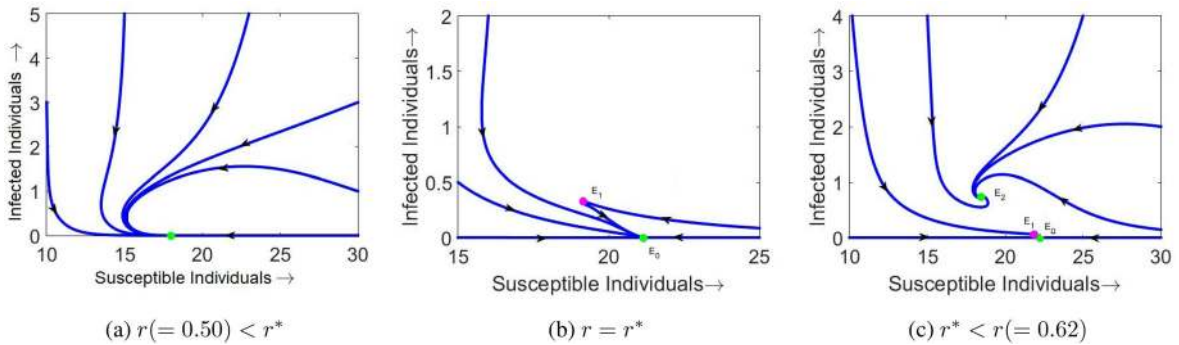 5
4
3
2
1
0
10 15 20 25 30
Infected Individuals →
Susceptible Individuals →
(a) r(= 0.50) < r*
2
1.5
1
0.5
0
15 20 25
Infected Individuals→
Susceptible Individuals→
E1
E0
(b) r = r*
4
3
2
1
0
10 15 20 25 30
Infected Individuals→
Susceptible Individuals→
E2
E1 E0
(c) r* < r(= 0.62)